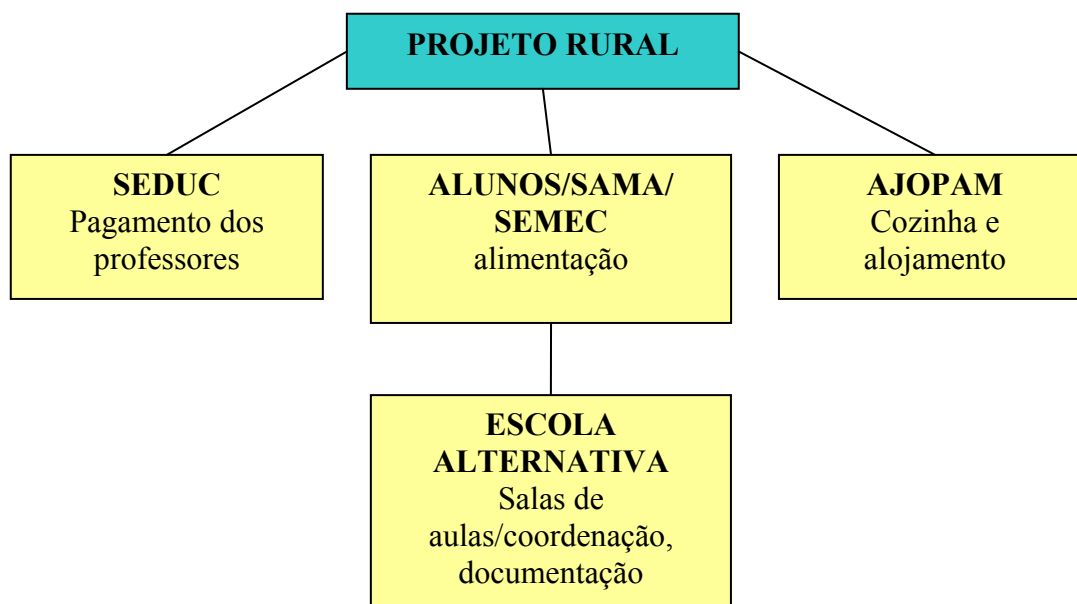 PROJETO RURAL
SEDUC
Pagamento dos
professores
ALUNOS/SAMA/
SEMEC
alimentação
AJOPAM
Cozinha e
alojamento
ESCOLA
ALTERNATIVA
Salas de
aulas/coordenação,
documentação